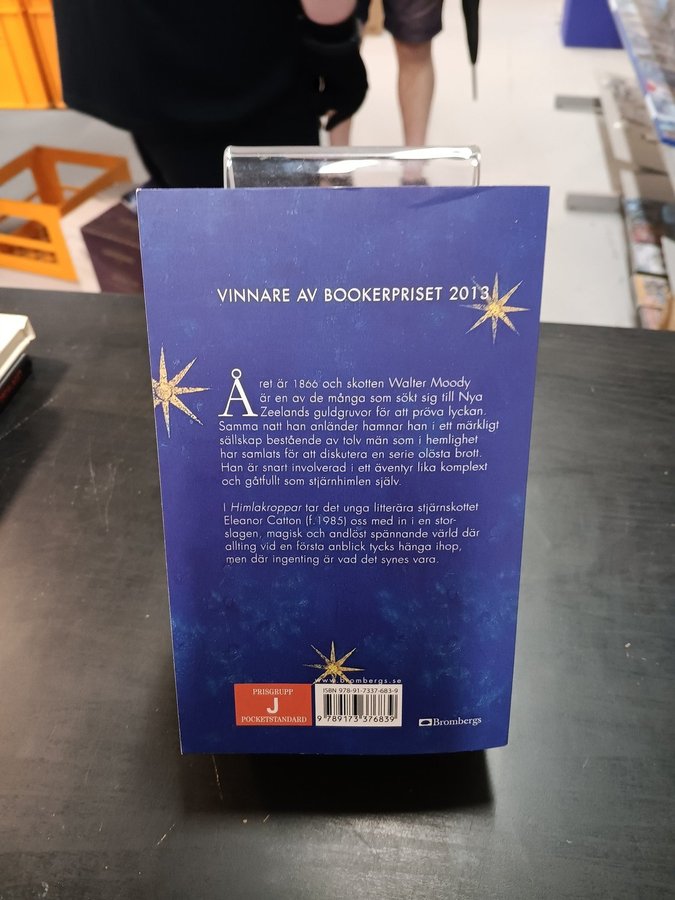 VINNARE AV BOOKERPRISET 2013
Året är 1866 och skotten Walter Moody
är en av de många som sökt sig till Nya
Zeelands guldgruvor för att pröva lyckan.
Samma natt han anländer hamnar han i ett märkligt
sällskap bestående av tolv män som i hemlighet
har samlats för att diskutera en serie olösta brott.
Han är snart involverad i ett äventyr lika komplext
och gåtfullt som stjärnhimlen själv.
I Himlakroppar tar det unga litterära stjärnskottet
Eleanor Catton (f.1985) oss med in i en stor-
slagen, magisk och andlöst spännande värld där
allting vid en första anblick tycks hänga ihop,
men där ingenting är vad det synes vara.
www.brombergs.se
PRISGRUPP
J
POCKETSTANDARD
ISBN 978-91-7337-683-9
9 789173 376839
Brombergs